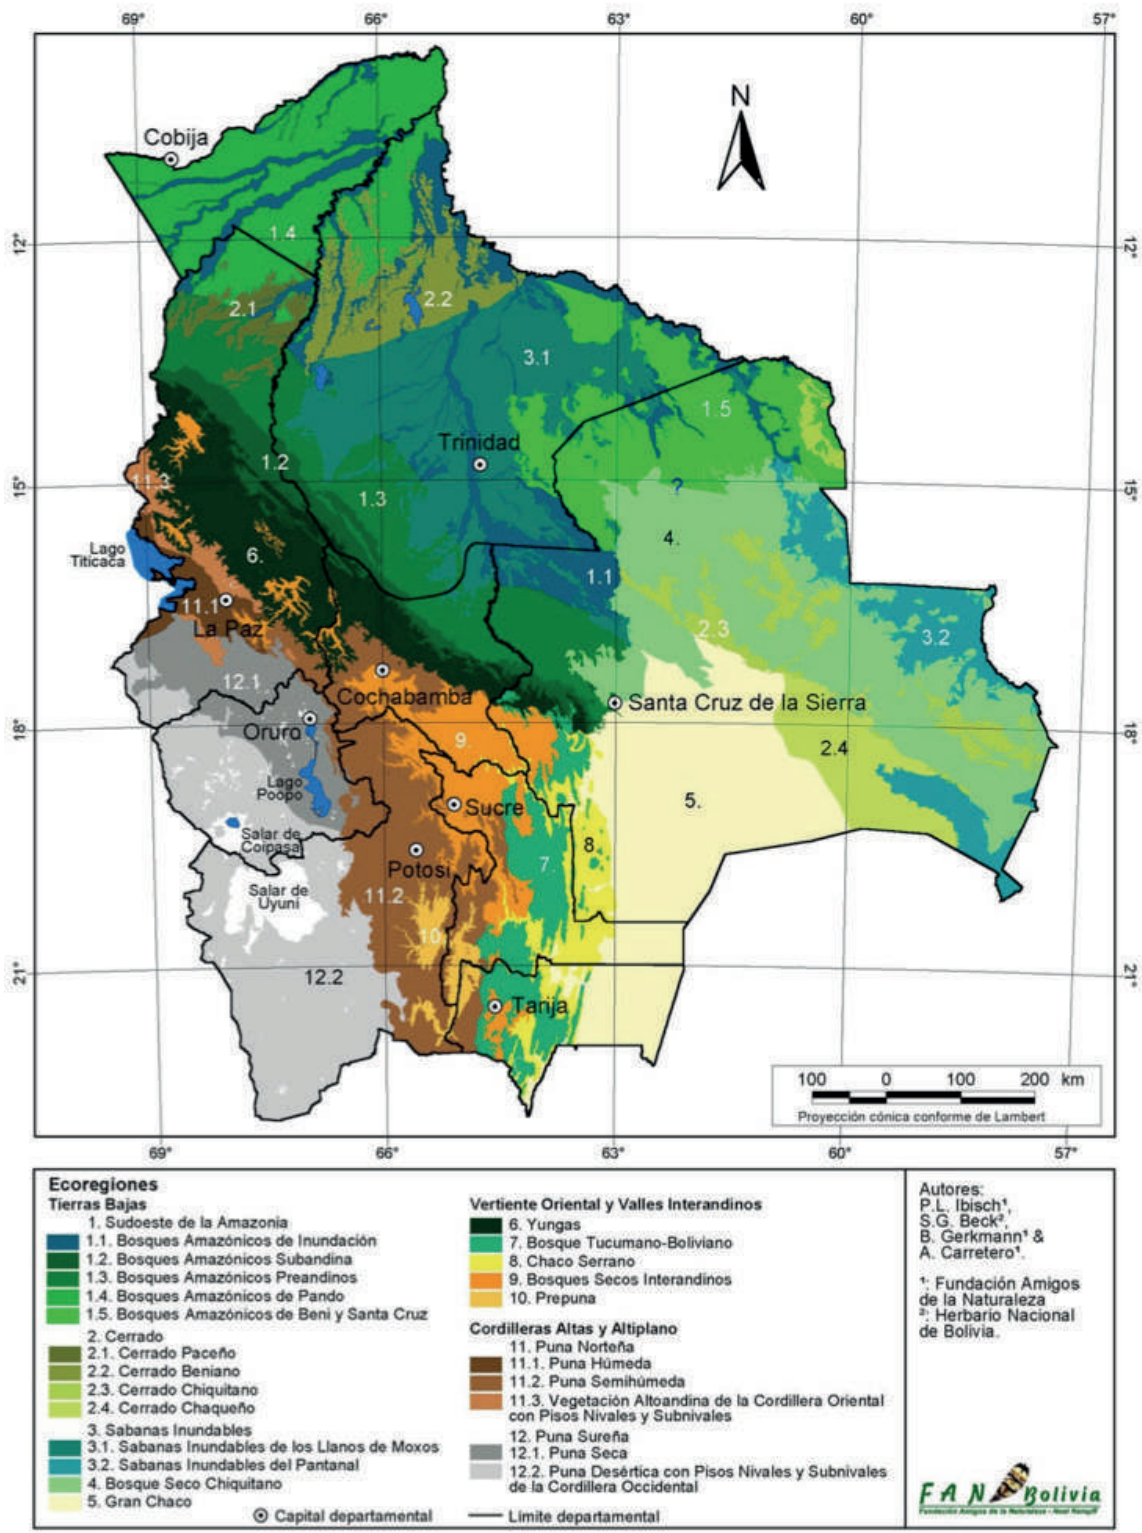 69°
66°
63°
60°
57°
N
Cobija
12°
1.4
12°
2.1
2.2
3.1
1.5
Trinidad
1.2
11.3
15°
1.3
?
15°
4.
Lago
Titicaca
6.
1.1
11.1
La Paz
2.3
3.2
12.1
Cochabamba
Santa Cruz de la Sierra
18°
Oruro
9.
2.4
18°
Lago
Poopo
Sucre
5.
Salar de
Coipasa
8
Potosí
7.
Salar de
Uyuni
11.2
10
21°
12.2
21°
Tarija
100 0 100 200 km
Proyección cónica conforme de Lambert
69°
66°
63°
60°
57°
Ecoregiones
Tierras Bajas
1. Sudoeste de la Amazonia
1.1. Bosques Amazónicos de Inundación
1.2. Bosques Amazónicos Subandina
1.3. Bosques Amazónicos Preandinos
1.4. Bosques Amazónicos de Pando
1.5. Bosques Amazónicos de Beni y Santa Cruz
2. Cerrado
2.1. Cerrado Paceño
2.2. Cerrado Beniano
2.3. Cerrado Chiquitano
2.4. Cerrado Chaqueño
3. Sabanas Inundables
3.1. Sabanas Inundables de los Llanos de Moxos
3.2. Sabanas Inundables del Pantanal
4. Bosque Seco Chiquitano
5. Gran Chaco
Vertiente Oriental y Valles Interandinos
6. Yungas
7. Bosque Tucumano-Boliviano
8. Chaco Serrano
9. Bosques Secos Interandinos
10. Prepuna
Cordilleras Altas y Altiplano
11. Puna Norteña
11.1. Puna Húmeda
11.2. Puna Semihúmeda
11.3. Vegetación Altoandina de la Cordillera Oriental
con Pisos Nivales y Subnivales
12. Puna Sureña
12.1. Puna Seca
12.2. Puna Desértica con Pisos Nivales y Subnivales
de la Cordillera Occidental
Capital departamental
Límite departamental
Autores:
P.L. Ibisch¹,
S.G. Beck²,
B. Gerkmann¹ &
A. Carretero¹.
¹: Fundación Amigos
de la Naturaleza
²: Herbario Nacional
de Bolivia.
FAN Bolivia
Fundación Amigos de la Naturaleza - Noel Kempff